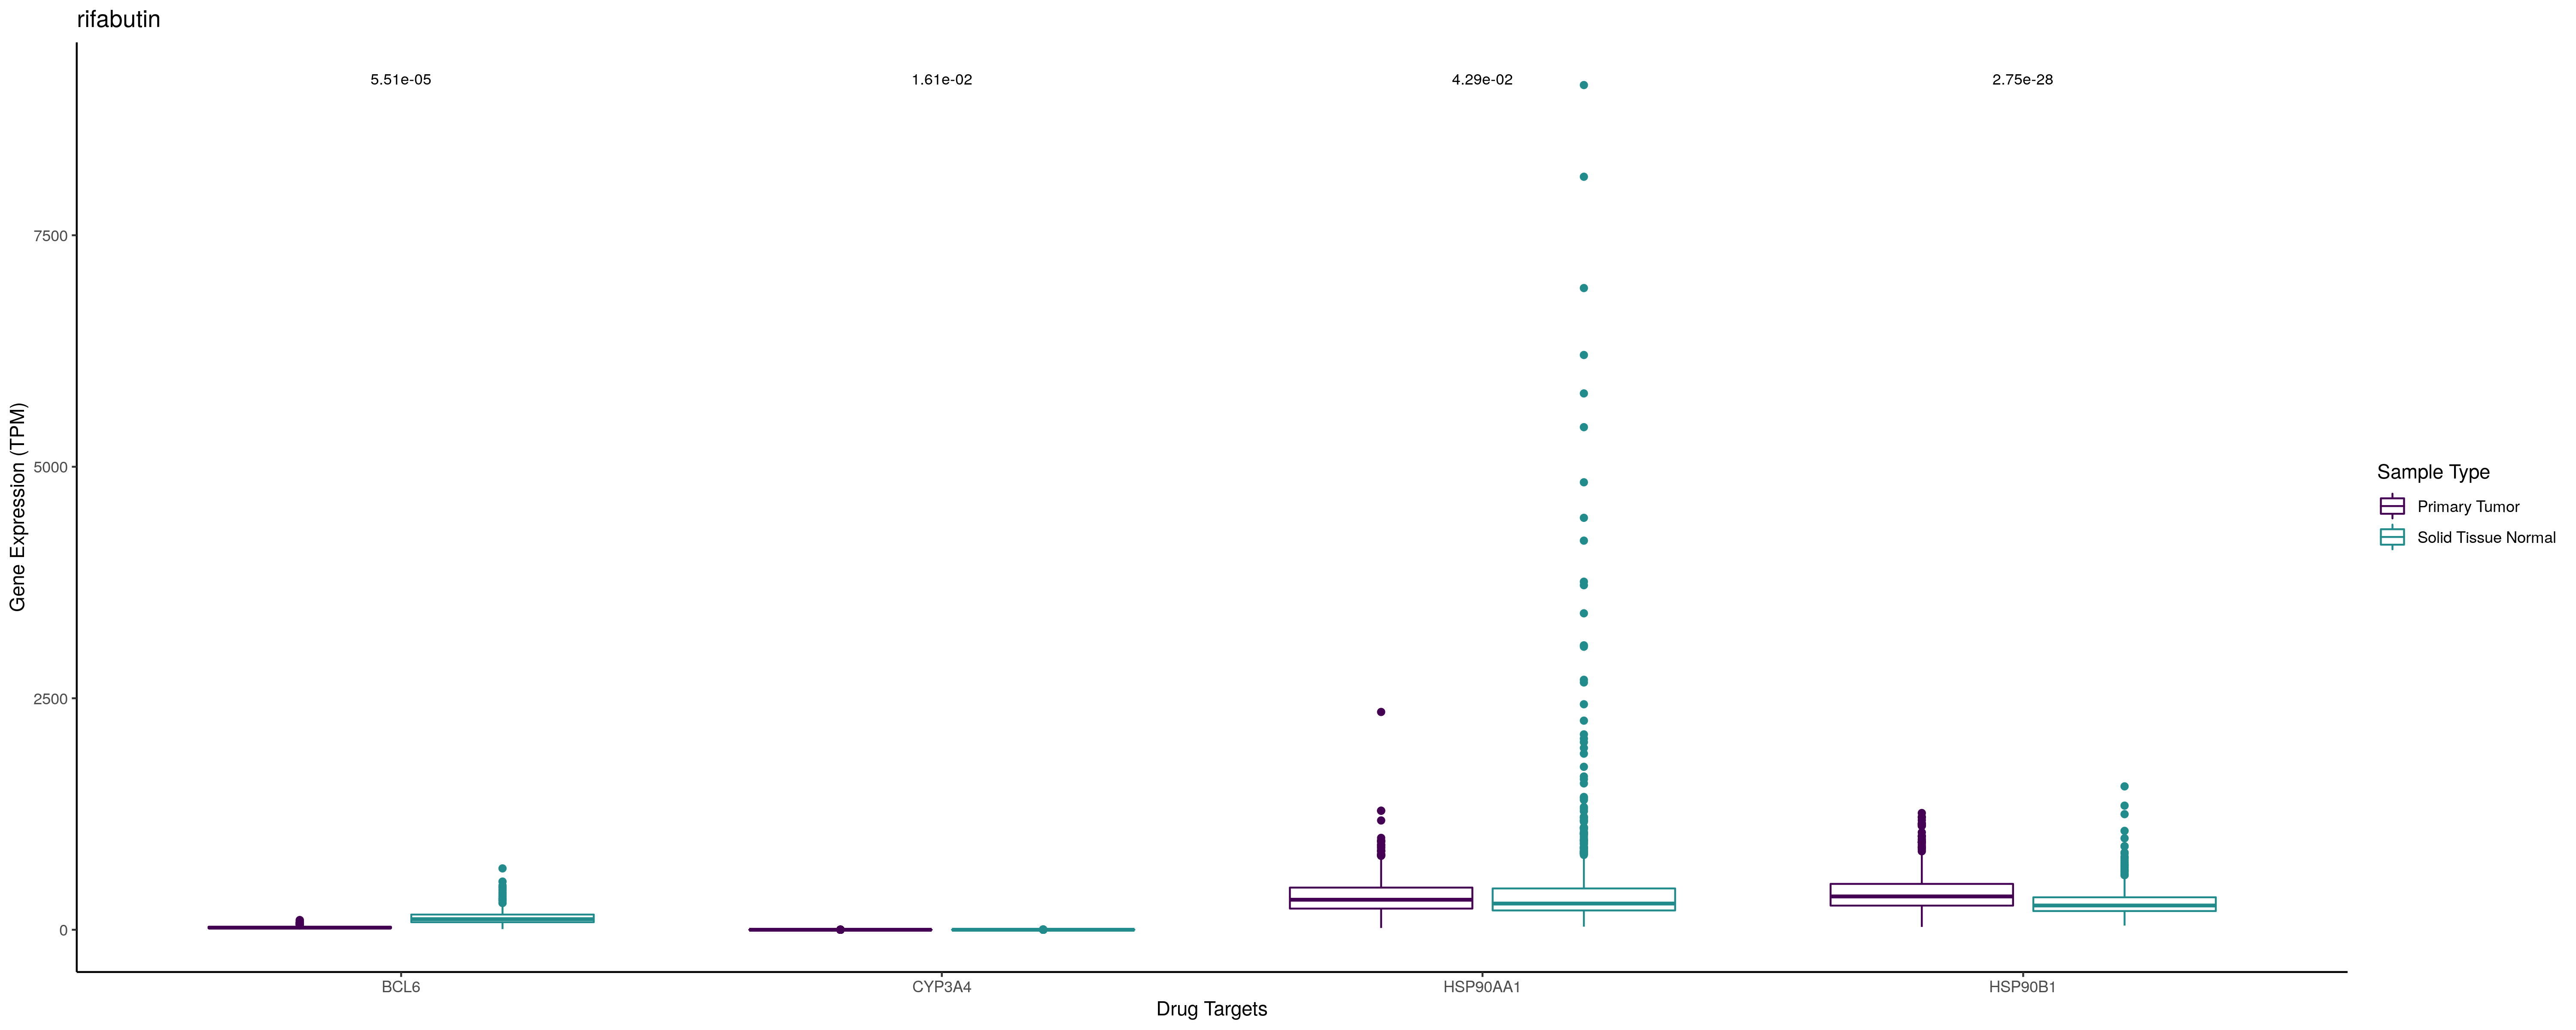 rifabutin
5.51e-05
1.61e-02
4.29e-02
2.75e-28
Gene Expression (TPM)
7500
5000
2500
0
BCL6
CYP3A4
HSP90AA1
HSP90B1
Drug Targets
Sample Type
Primary Tumor
Solid Tissue Normal